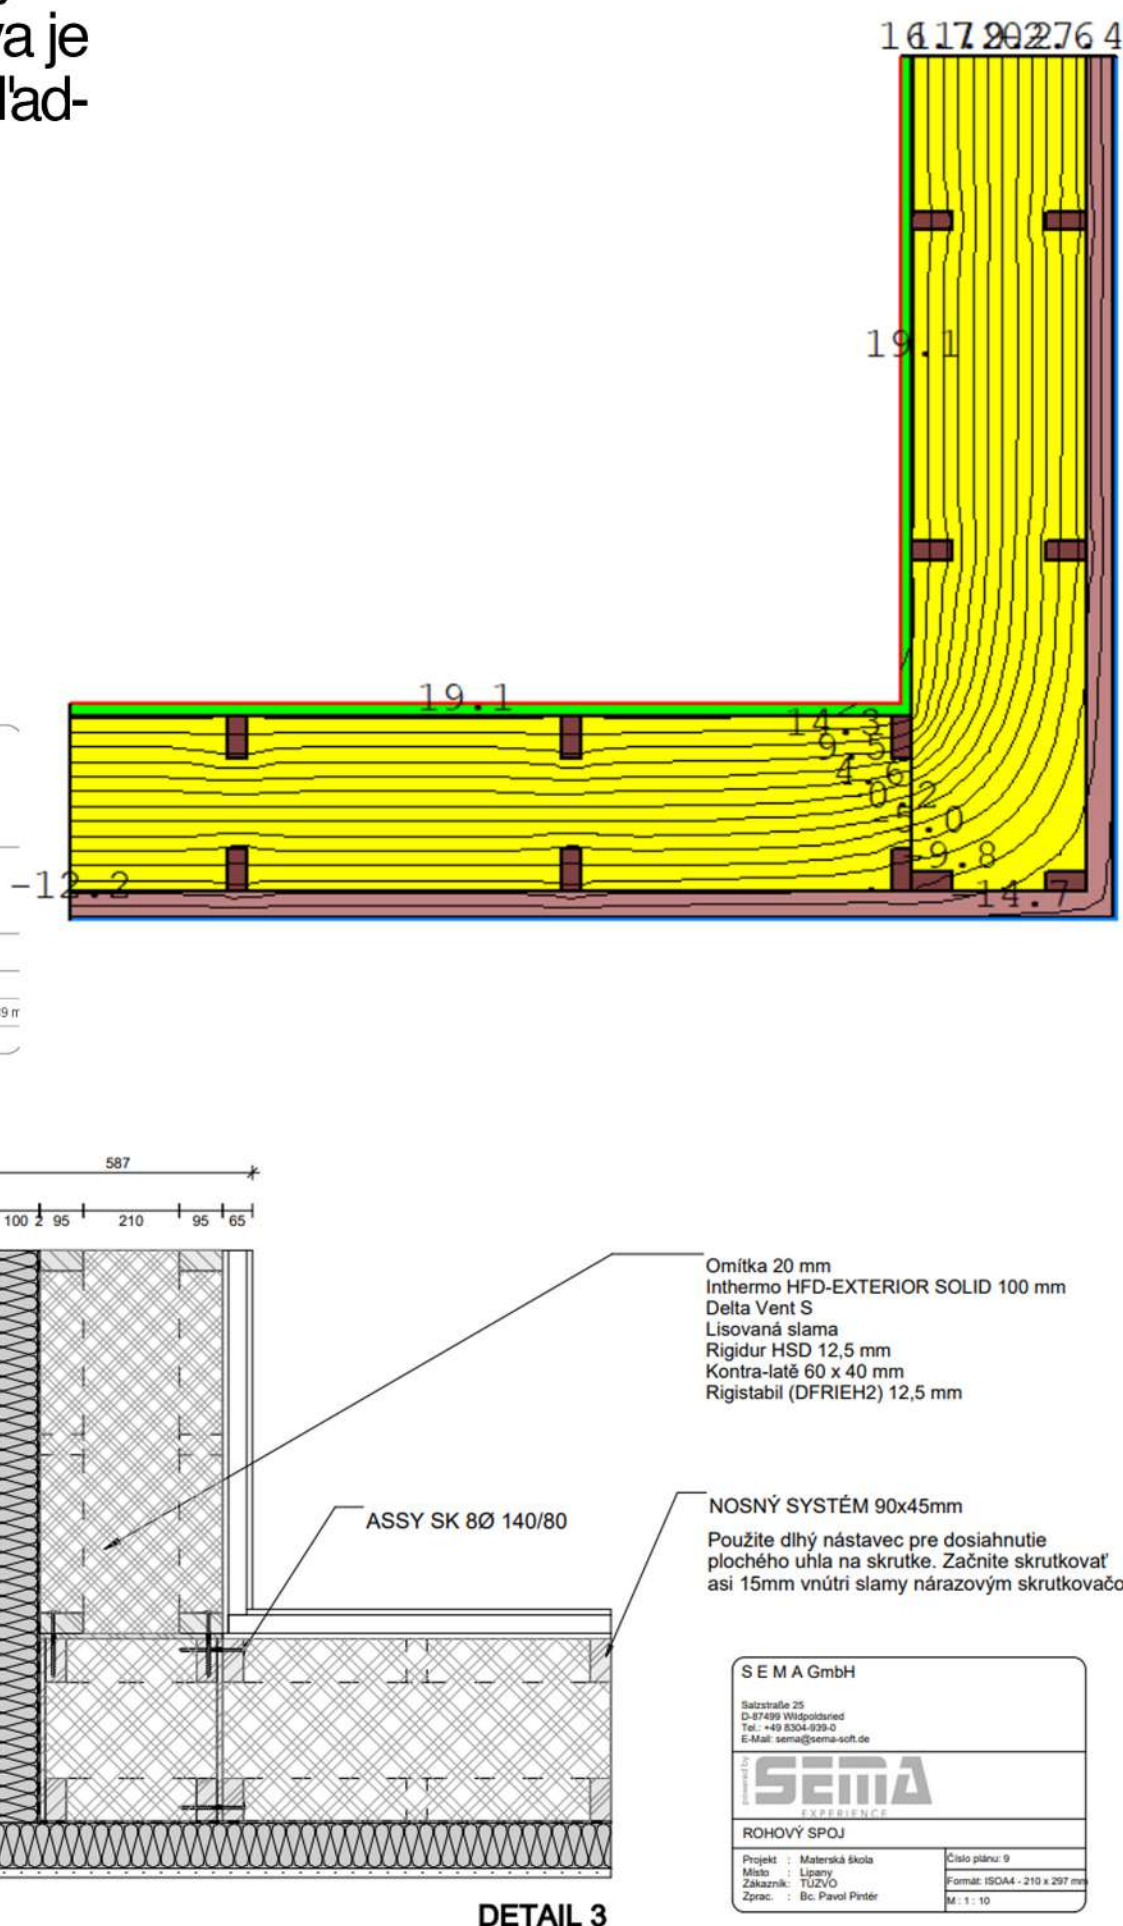 va je
ľad-
19.1
19.1
14.3
9.5
4.6
-0.2
-5.0
-9.8
-14.7
-12.2
587
100 2 95 210 95 65
Omítka 20 mm
Inthermo HFD-EXTERIOR SOLID 100 mm
Delta Vent S
Lisovaná slama
Rigidur HSD 12,5 mm
Kontra-latě 60 x 40 mm
Rigistabil (DFRIEH2) 12,5 mm
ASSY SK 8Ø 140/80
NOSNÝ SYSTÉM 90x45mm
Použite dlhý nástavec pre dosiahnutie
plochého uhla na skrutke. Začnite skrutkovať
asi 15mm vnútri slamy nárazovým skrutkovačo
S E M A GmbH
Salzstraße 25
D-87499 Wildpoldsried
Tel.: +49 8304-939-0
E-Mail: sema@sema-soft.de
powered by
SEMA
EXPERIENCE
ROHOVÝ SPOJ
Projekt : Materská škola
Místo : Lipany
Zákazník: TUZVO
Zprac. : Bc. Pavol Pintér
Číslo plánu: 9
Formát: ISOA4 - 210 x 297 mm
M : 1 : 10
DETAIL 3